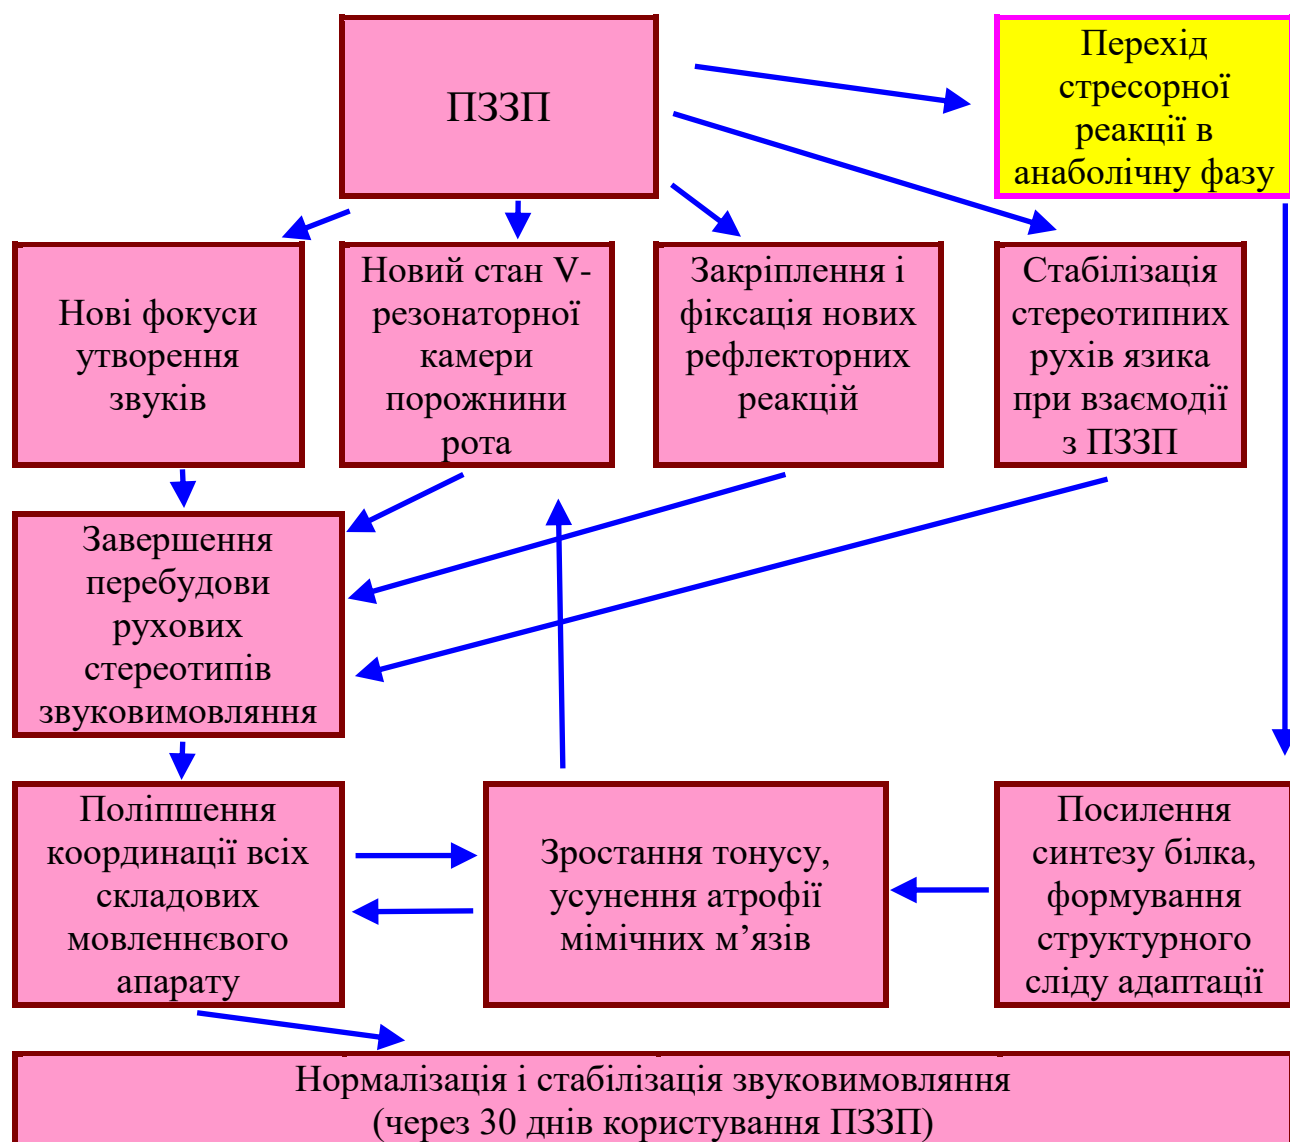 ПЗЗП
Перехід
стресорної
реакції в
анаболічну фазу
Нові фокуси
утворення
звуків
Новий стан V-
резонаторної
камери
порожнини
рота
Закріплення і
фіксація нових
рефлекторних
реакцій
Стабілізація
стереотипних
рухів язика
при взаємодії
з ПЗЗП
Завершення
перебудови
рухових
стереотипів
звуковимовляння
Поліпшення
координації всіх
складових
мовленнєвого
апарату
Зростання тонусу,
усунення атрофії
мімічних м’язів
Посилення
синтезу білка,
формування
структурного
сліду адаптації
Нормалізація і стабілізація звуковимовляння
(через 30 днів користування ПЗЗП)